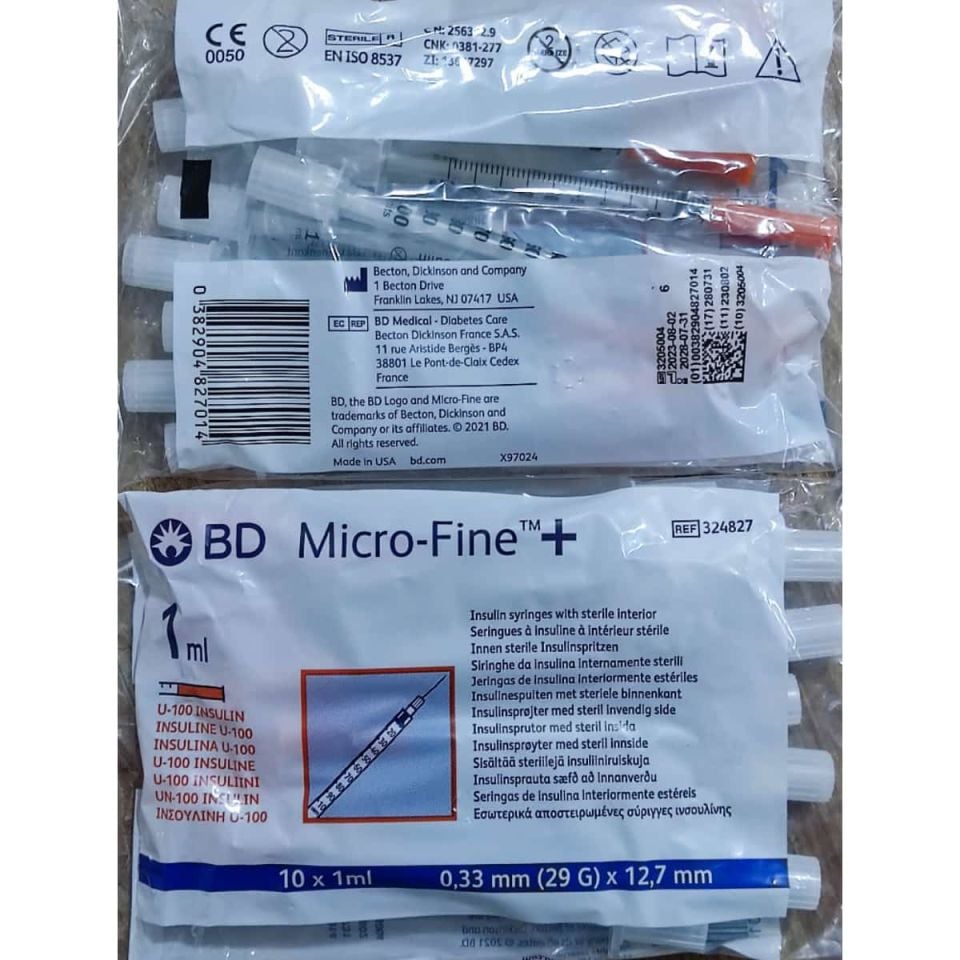 CE
0050
2
STERILE R
EN ISO 8537
CNK: 0381-277
2
Becton, Dickinson and Company
1 Becton Drive
Franklin Lakes, NJ 07417 USA
EC REP
BD Medical - Diabetes Care
Becton Dickinson France S.A.S.
11 rue Aristide Bergès - BP4
38801 Le Pont-de-Claix Cedex
France
BD, the BD Logo and Micro-Fine are
trademarks of Becton, Dickinson and
Company or its affiliates. © 2021 BD.
All rights reserved.
Made in USA bd.com X97024
0 382904 827014
6
3205004
2023-08-02
2028-07-31
(01)00382904827014
(17) 280731
(11) 230802
(10) 3205004
BD Micro-Fine™+
REF 324827
1 ml
U-100 INSULIN
INSULINE U-100
INSULINA U-100
U-100 INSULINE
U-100 INSULIINI
UN-100 INSULIN
ΙΝΣΟΥΛΙΝΗ U-100
Insulin syringes with sterile interior
Seringues à insuline à intérieur stérile
Innen sterile Insulinspritzen
Siringhe da insulina internamente sterili
Jeringas de insulina interiormente estériles
Insulinespuiten met steriele binnenkant
Insulinsprøjter med steril invendig side
Insulinsprutor med steril insida
Insulinsprøyter med steril innside
Sisältää steriilejä insuliiniruiskuja
Insulinsprauta sæfð að innanverðu
Seringas de insulina interiormente estéreis
Εσωτερικά αποστειρωμένες σύριγγες ινσουλίνης
10 x 1ml 0,33 mm (29 G) x 12,7 mm